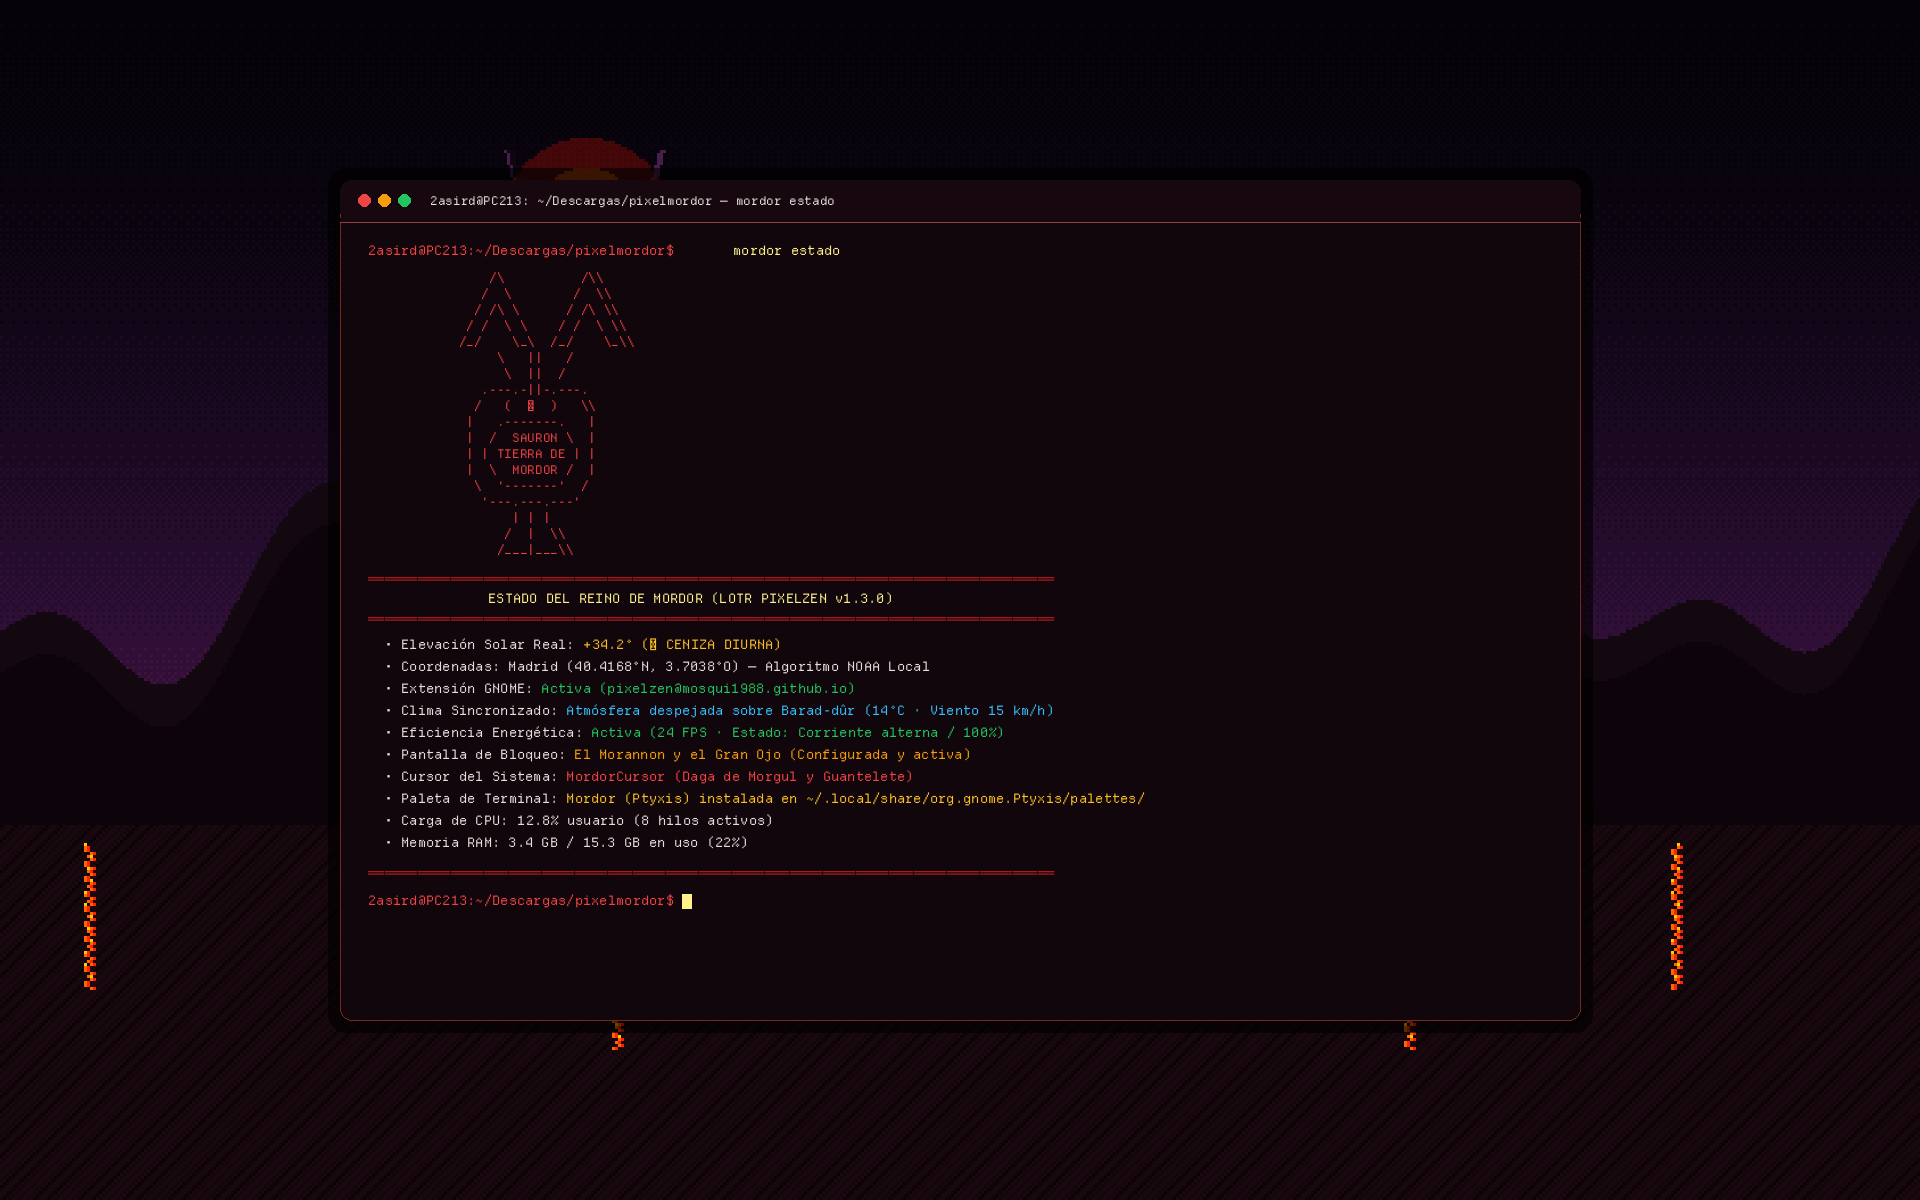 2asird@PC213: ~/Descargas/pixelmordor — mordor estado
2asird@PC213:~/Descargas/pixelmordor$ mordor estado
SAURON
TIERRA DE
MORDOR
ESTADO DEL REINO DE MORDOR (LOTR PIXELZEN v1.3.0)
• Elevación Solar Real: +34.2° ( CENIZA DIURNA)
• Coordenadas: Madrid (40.4168°N, 3.7038°O) — Algoritmo NOAA Local
• Extensión GNOME: Activa (pixelzen@mosqui1988.github.io)
• Clima Sincronizado: Atmósfera despejada sobre Barad-dûr (14°C · Viento 15 km/h)
• Eficiencia Energética: Activa (24 FPS · Estado: Corriente alterna / 100%)
• Pantalla de Bloqueo: El Morannon y el Gran Ojo (Configurada y activa)
• Cursor del Sistema: MordorCursor (Daga de Morgul y Guantelete)
• Paleta de Terminal: Mordor (Ptyxis) instalada en ~/.local/share/org.gnome.Ptyxis/palettes/
• Carga de CPU: 12.8% usuario (8 hilos activos)
• Memoria RAM: 3.4 GB / 15.3 GB en uso (22%)
2asird@PC213:~/Descargas/pixelmordor$